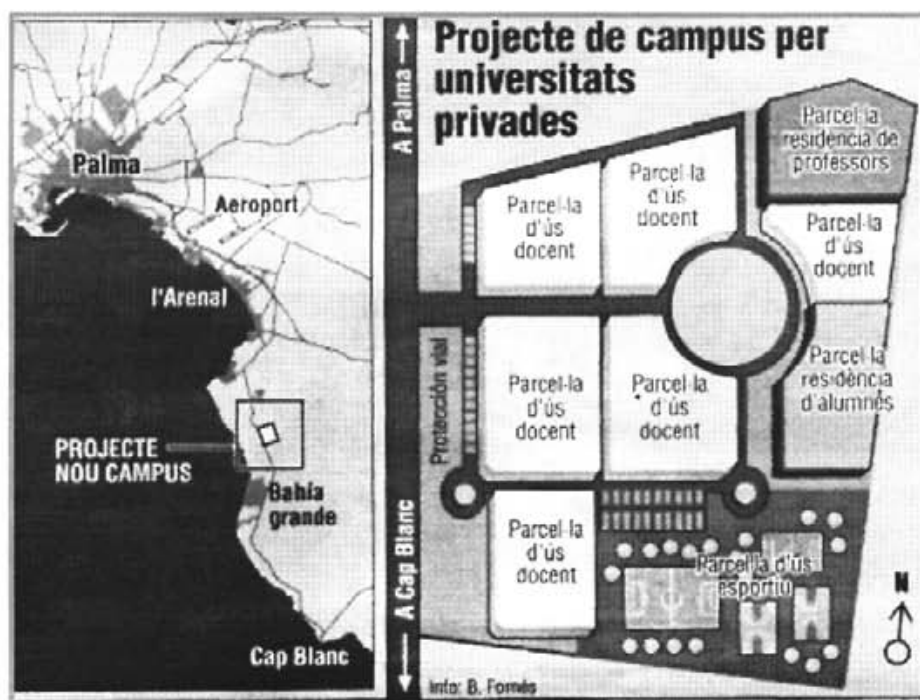 Projecte de campus per
universitats
privades
Palma
Aeroport
l'Arenal
PROJECTE
NOU CAMPUS
Bahía
grande
Cap Blanc
A Palma
A Cap Blanc
Parcel·la
residència de
professors
Parcel·la
d'ús
docent
Parcel·la
d'ús
docent
Parcel·la
d'ús
docent
Parcel·la
residència
d'alumnes
Protección vial
Parcel·la
d'ús
docent
Parcel·la
d'ús
docent
Parcel·la
d'ús
docent
Parcel·la d'ús
esportiu
N
Info: B. Fornés